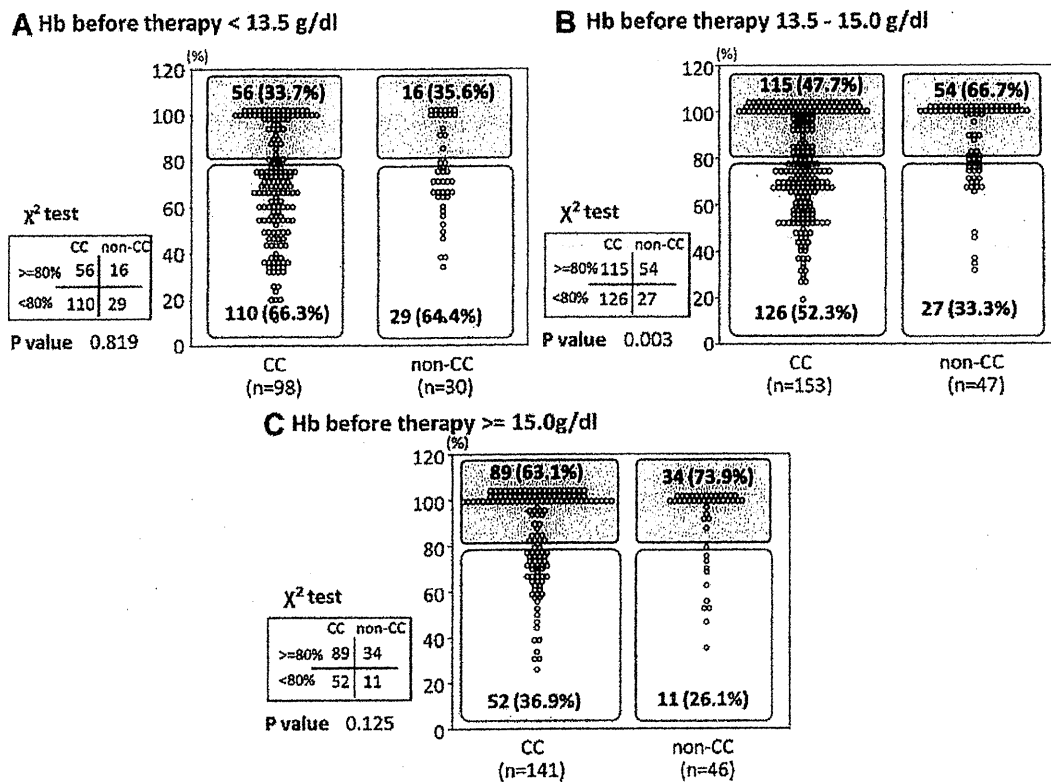 A Hb before therapy < 13.5 g/dl
(%)
120
100
80
60
40
20
0
56 (33.7%)
16 (35.6%)
110 (66.3%)
29 (64.4%)
χ² test
CC non-CC
>=80% 56 16
<80% 110 29
P value 0.819
CC
(n=98)
non-CC
(n=30)
B Hb before therapy 13.5 - 15.0 g/dl
(%)
120
100
80
60
40
20
0
115 (47.7%)
54 (66.7%)
126 (52.3%)
27 (33.3%)
χ² test
CC non-CC
>=80% 115 54
<80% 126 27
P value 0.003
CC
(n=153)
non-CC
(n=47)
C Hb before therapy >= 15.0g/dl
(%)
120
100
80
60
40
20
0
89 (63.1%)
34 (73.9%)
52 (36.9%)
11 (26.1%)
χ² test
CC non-CC
>=80% 89 34
<80% 52 11
P value 0.125
CC
(n=141)
non-CC
(n=46)